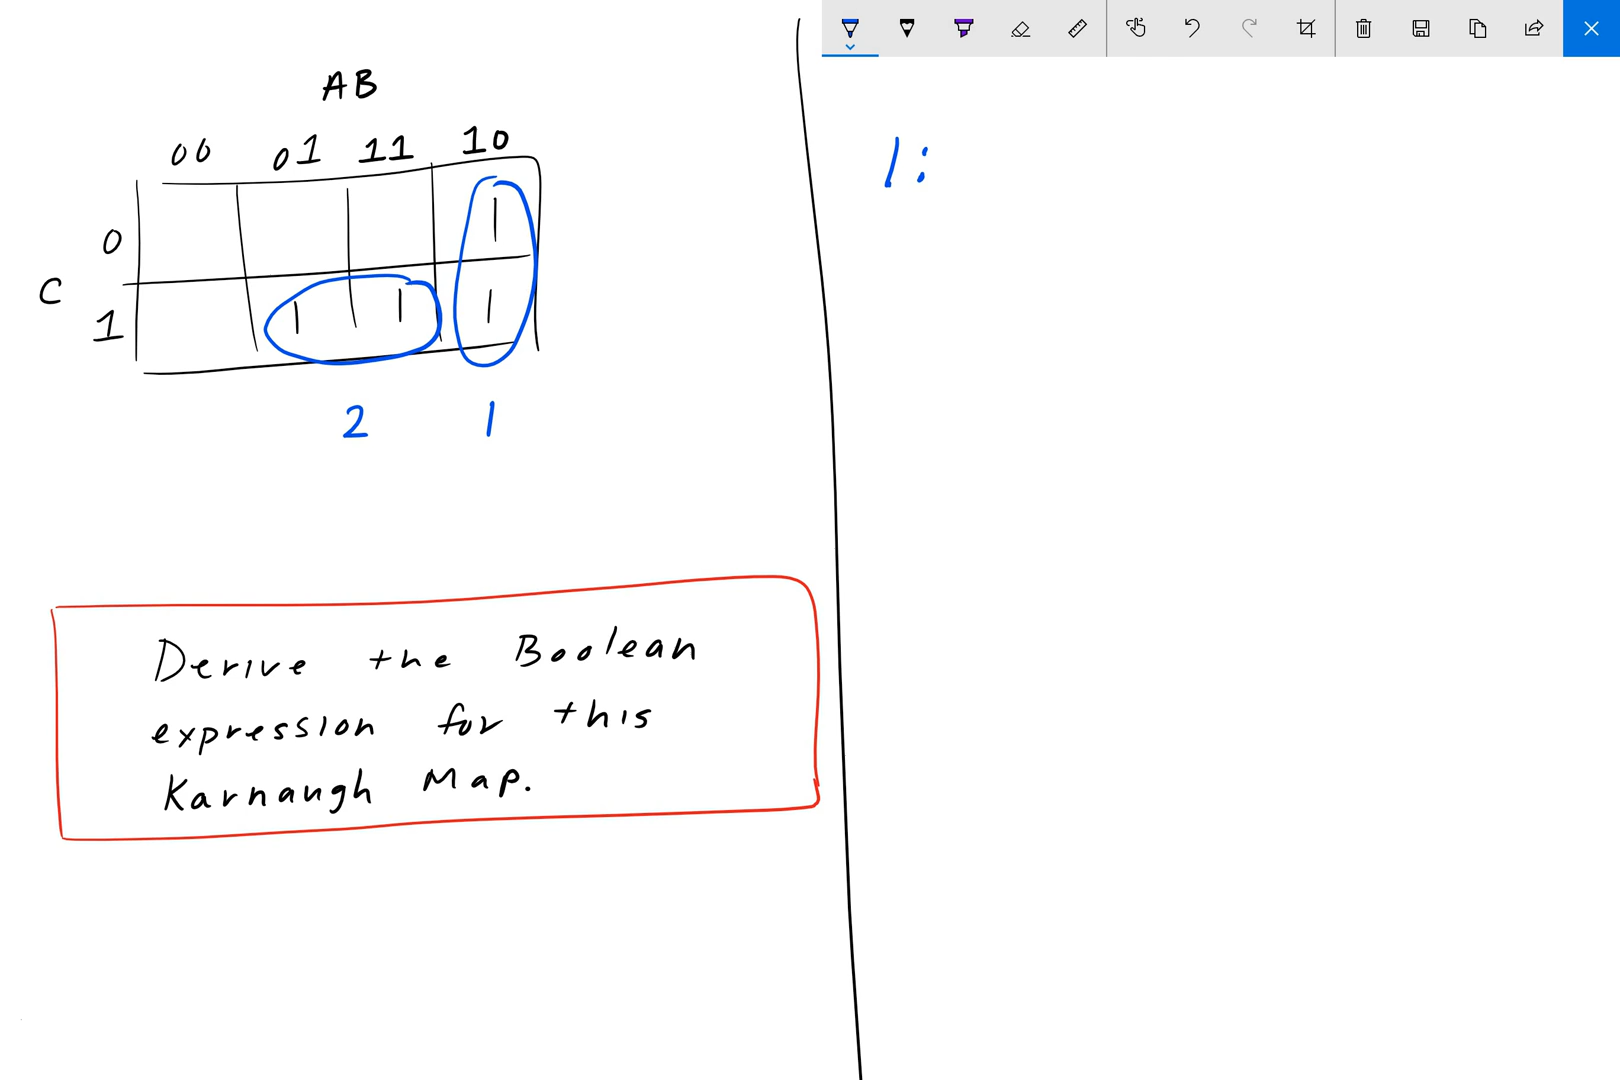 AB
00 01 11 10
0 1
C
1 1 1 1
2 1
Derive the Boolean
expression for this
Karnaugh Map.
1: